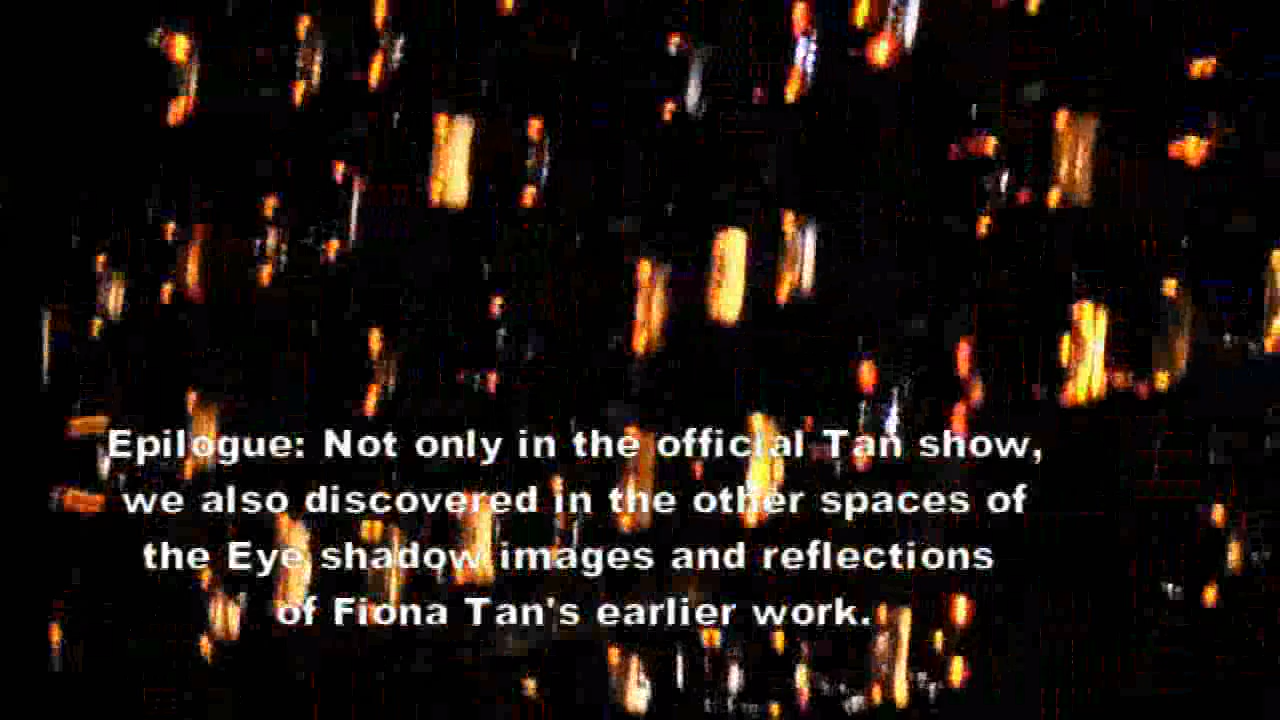 Epilogue: Not only in the official Tan show,
we also discovered in the other spaces of
the Eye shadow images and reflections
of Fiona Tan's earlier work.